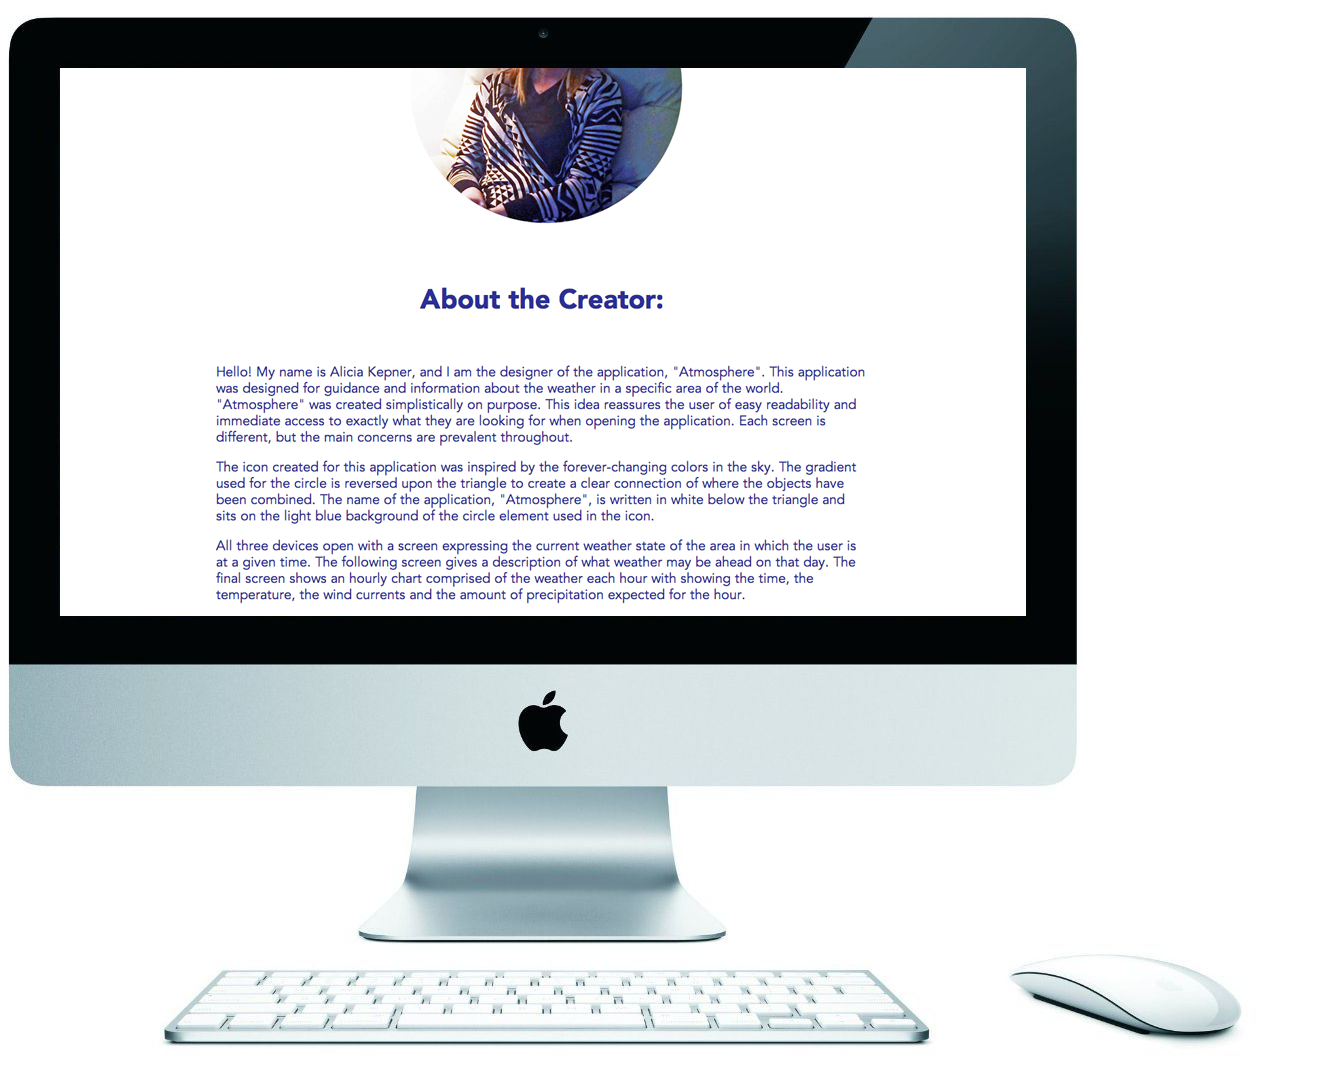 About the Creator:
Hello! My name is Alicia Kepner, and I am the designer of the application, "Atmosphere". This application
was designed for guidance and information about the weather in a specific area of the world.
"Atmosphere" was created simplistically on purpose. This idea reassures the user of easy readability and
immediate access to exactly what they are looking for when opening the application. Each screen is
different, but the main concerns are prevalent throughout.
The icon created for this application was inspired by the forever-changing colors in the sky. The gradient
used for the circle is reversed upon the triangle to create a clear connection of where the objects have
been combined. The name of the application, "Atmosphere", is written in white below the triangle and
sits on the light blue background of the circle element used in the icon.
All three devices open with a screen expressing the current weather state of the area in which the user is
at a given time. The following screen gives a description of what weather may be ahead on that day. The
final screen shows an hourly chart comprised of the weather each hour with showing the time, the
temperature, the wind currents and the amount of precipitation expected for the hour.